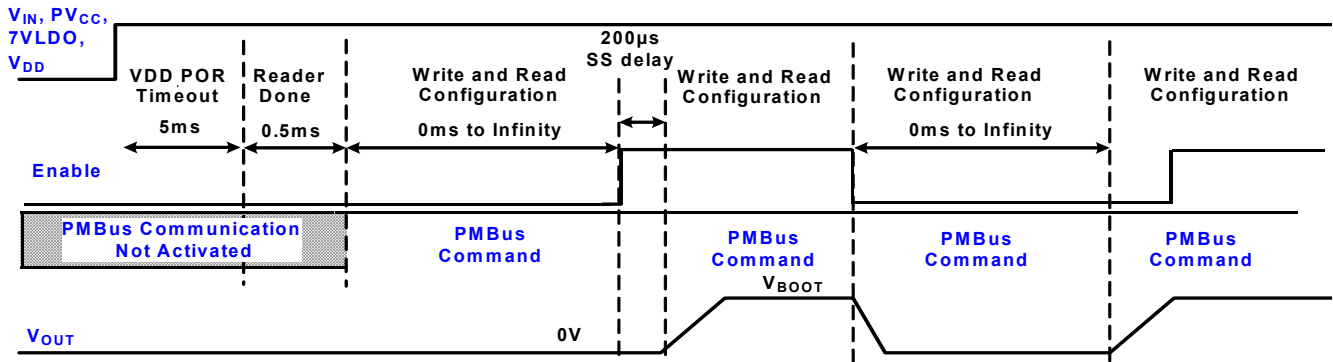 VIN, PVCC,
7VLDO,
VDD
VDD POR
Timeout
5ms
Reader
Done
0.5ms
Write and Read
Configuration
0ms to Infinity
200µs
SS delay
Write and Read
Configuration
Write and Read
Configuration
0ms to Infinity
Write and Read
Configuration
Enable
PMBus Communication
Not Activated
PMBus
Command
PMBus
Command
PMBus
Command
PMBus
Command
VBOOT
VOUT
0V